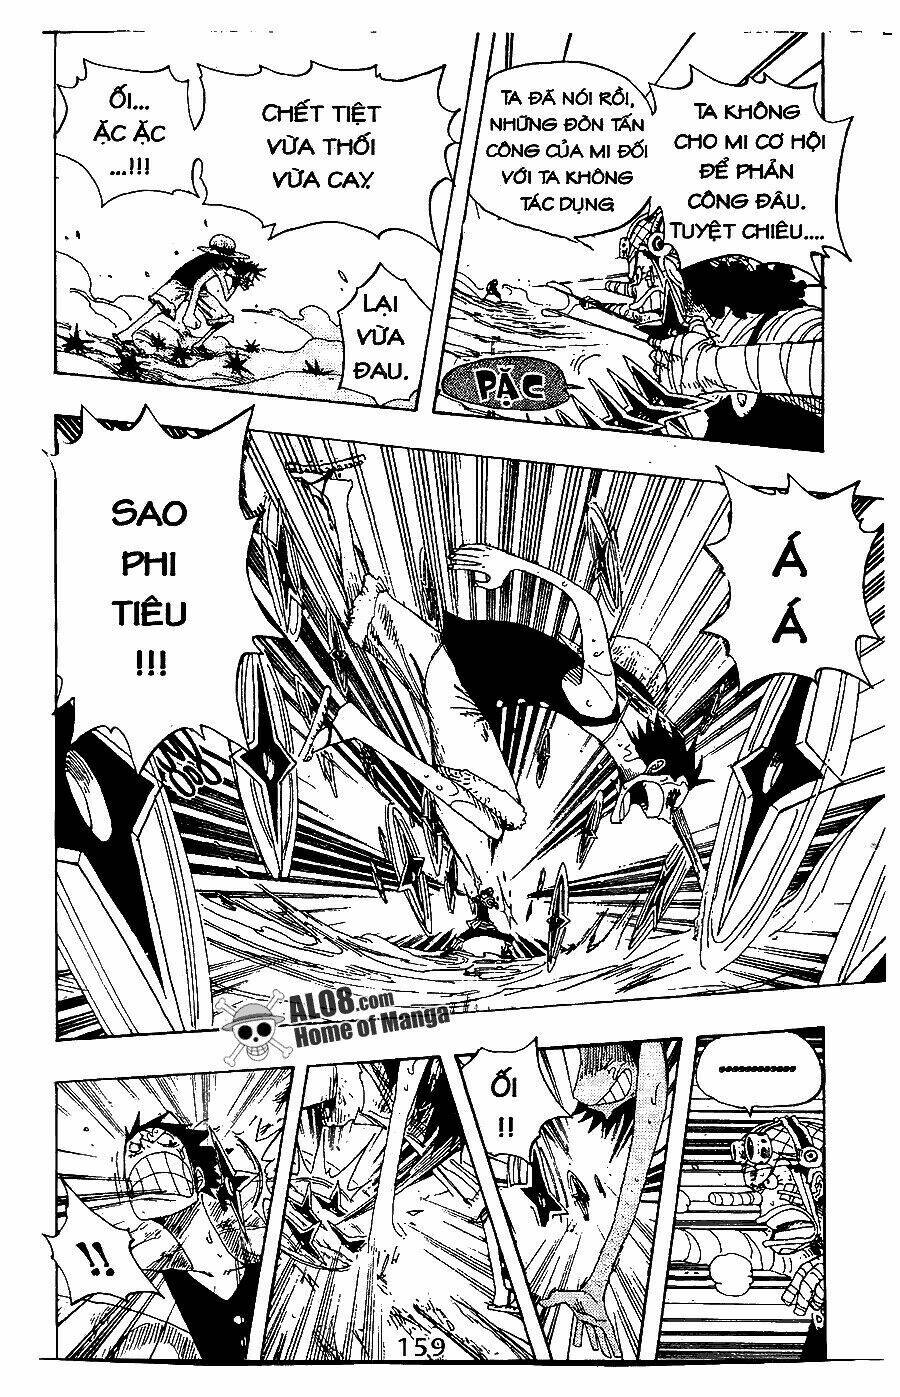 ỐI...
ẶC ẶC
...!!!
CHẾT TIỆT
VỪA THỐI
VỪA CAY.
LẠI
VỪA
ĐAU.
TA ĐÃ NÓI RỒI,
NHỮNG ĐÒN TẤN
CÔNG CỦA MI ĐỐI
VỚI TA KHÔNG
TÁC DỤNG.
TA KHÔNG
CHO MI CƠ HỘI
ĐỂ PHẢN
CÔNG ĐÂU.
TUYỆT CHIÊU....
PẶC
SAO
PHI
TIÊU
!!!
Á
Á
AL08.com
Home of Manga
!!
ỐI
!!
............
159